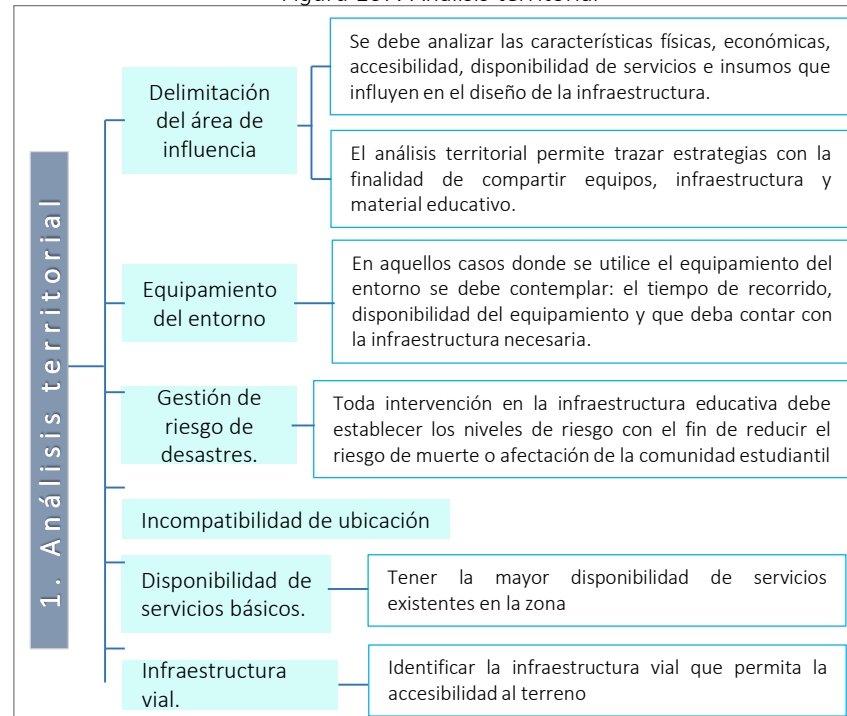 1. Análisis territorial
Delimitación
del área de
influencia
Se debe analizar las características físicas, económicas,
accesibilidad, disponibilidad de servicios e insumos que
influyen en el diseño de la infraestructura.
El análisis territorial permite trazar estrategias con la
finalidad de compartir equipos, infraestructura y
material educativo.
Equipamiento
del entorno
En aquellos casos donde se utilice el equipamiento del
entorno se debe contemplar: el tiempo de recorrido,
disponibilidad del equipamiento y que deba contar con
la infraestructura necesaria.
Gestión de
riesgo de
desastres.
Toda intervención en la infraestructura educativa debe
establecer los niveles de riesgo con el fin de reducir el
riesgo de muerte o afectación de la comunidad estudiantil
Incompatibilidad de ubicación
Disponibilidad de
servicios básicos.
Tener la mayor disponibilidad de servicios
existentes en la zona
Infraestructura
vial.
Identificar la infraestructura vial que permita la
accesibilidad al terreno